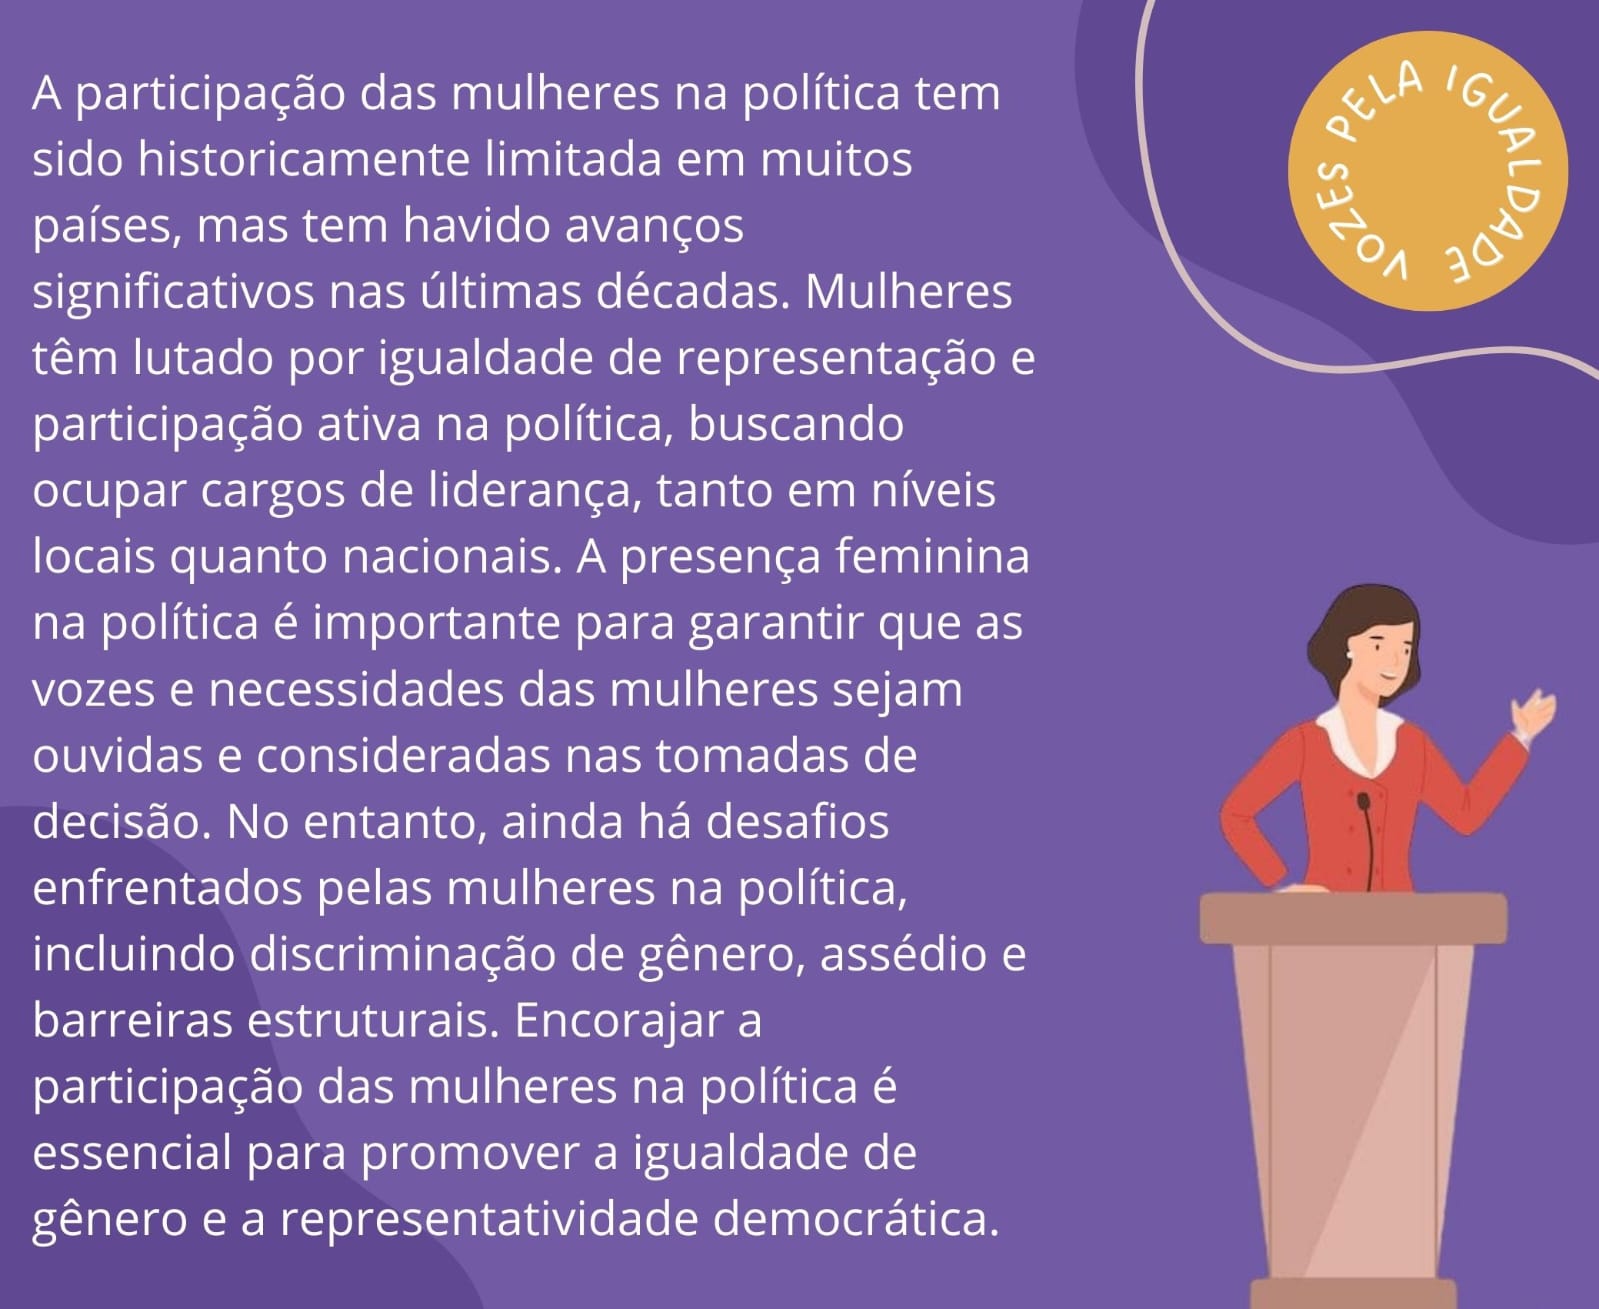 A participação das mulheres na política tem
sido historicamente limitada em muitos
países, mas tem havido avanços
significativos nas últimas décadas. Mulheres
têm lutado por igualdade de representação e
participação ativa na política, buscando
ocupar cargos de liderança, tanto em níveis
locais quanto nacionais. A presença feminina
na política é importante para garantir que as
vozes e necessidades das mulheres sejam
ouvidas e consideradas nas tomadas de
decisão. No entanto, ainda há desafios
enfrentados pelas mulheres na política,
incluindo discriminação de gênero, assédio e
barreiras estruturais. Encorajar a
participação das mulheres na política é
essencial para promover a igualdade de
gênero e a representatividade democrática.
VOZES PELA IGUALDADE